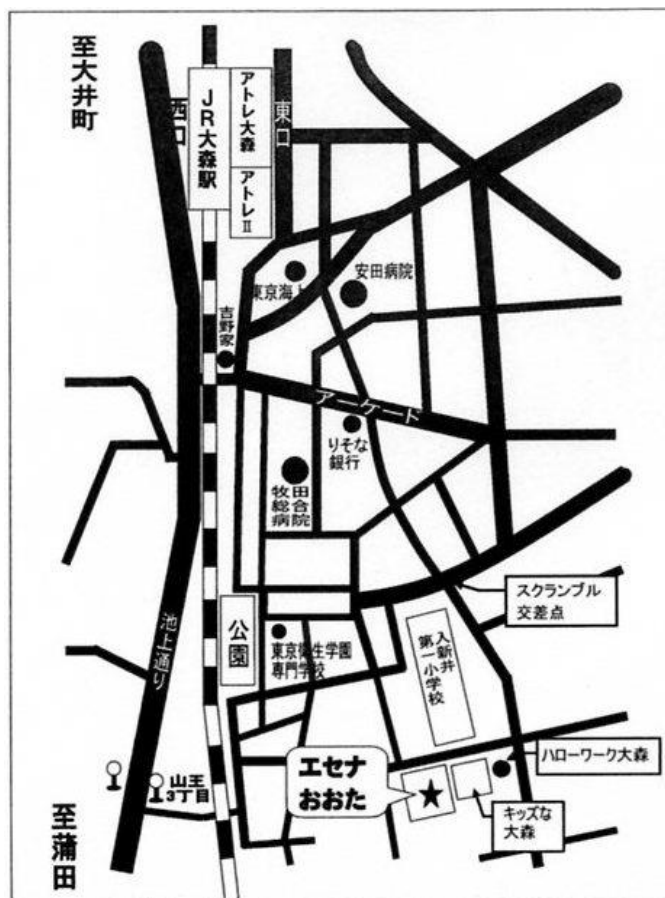 至大井町
西口
JR大森駅
アトレ大森
アトレⅡ
東口
東京海上
安田病院
吉野家
アーケード
りそな
銀行
牧田
総合
病院
スクランブル
交差点
池上通り
公園
東京衛生学園
専門学校
入新井
第一小学校
エセナ
おおた
ハローワーク大森
キッズな
大森
山王
3丁目
至蒲田